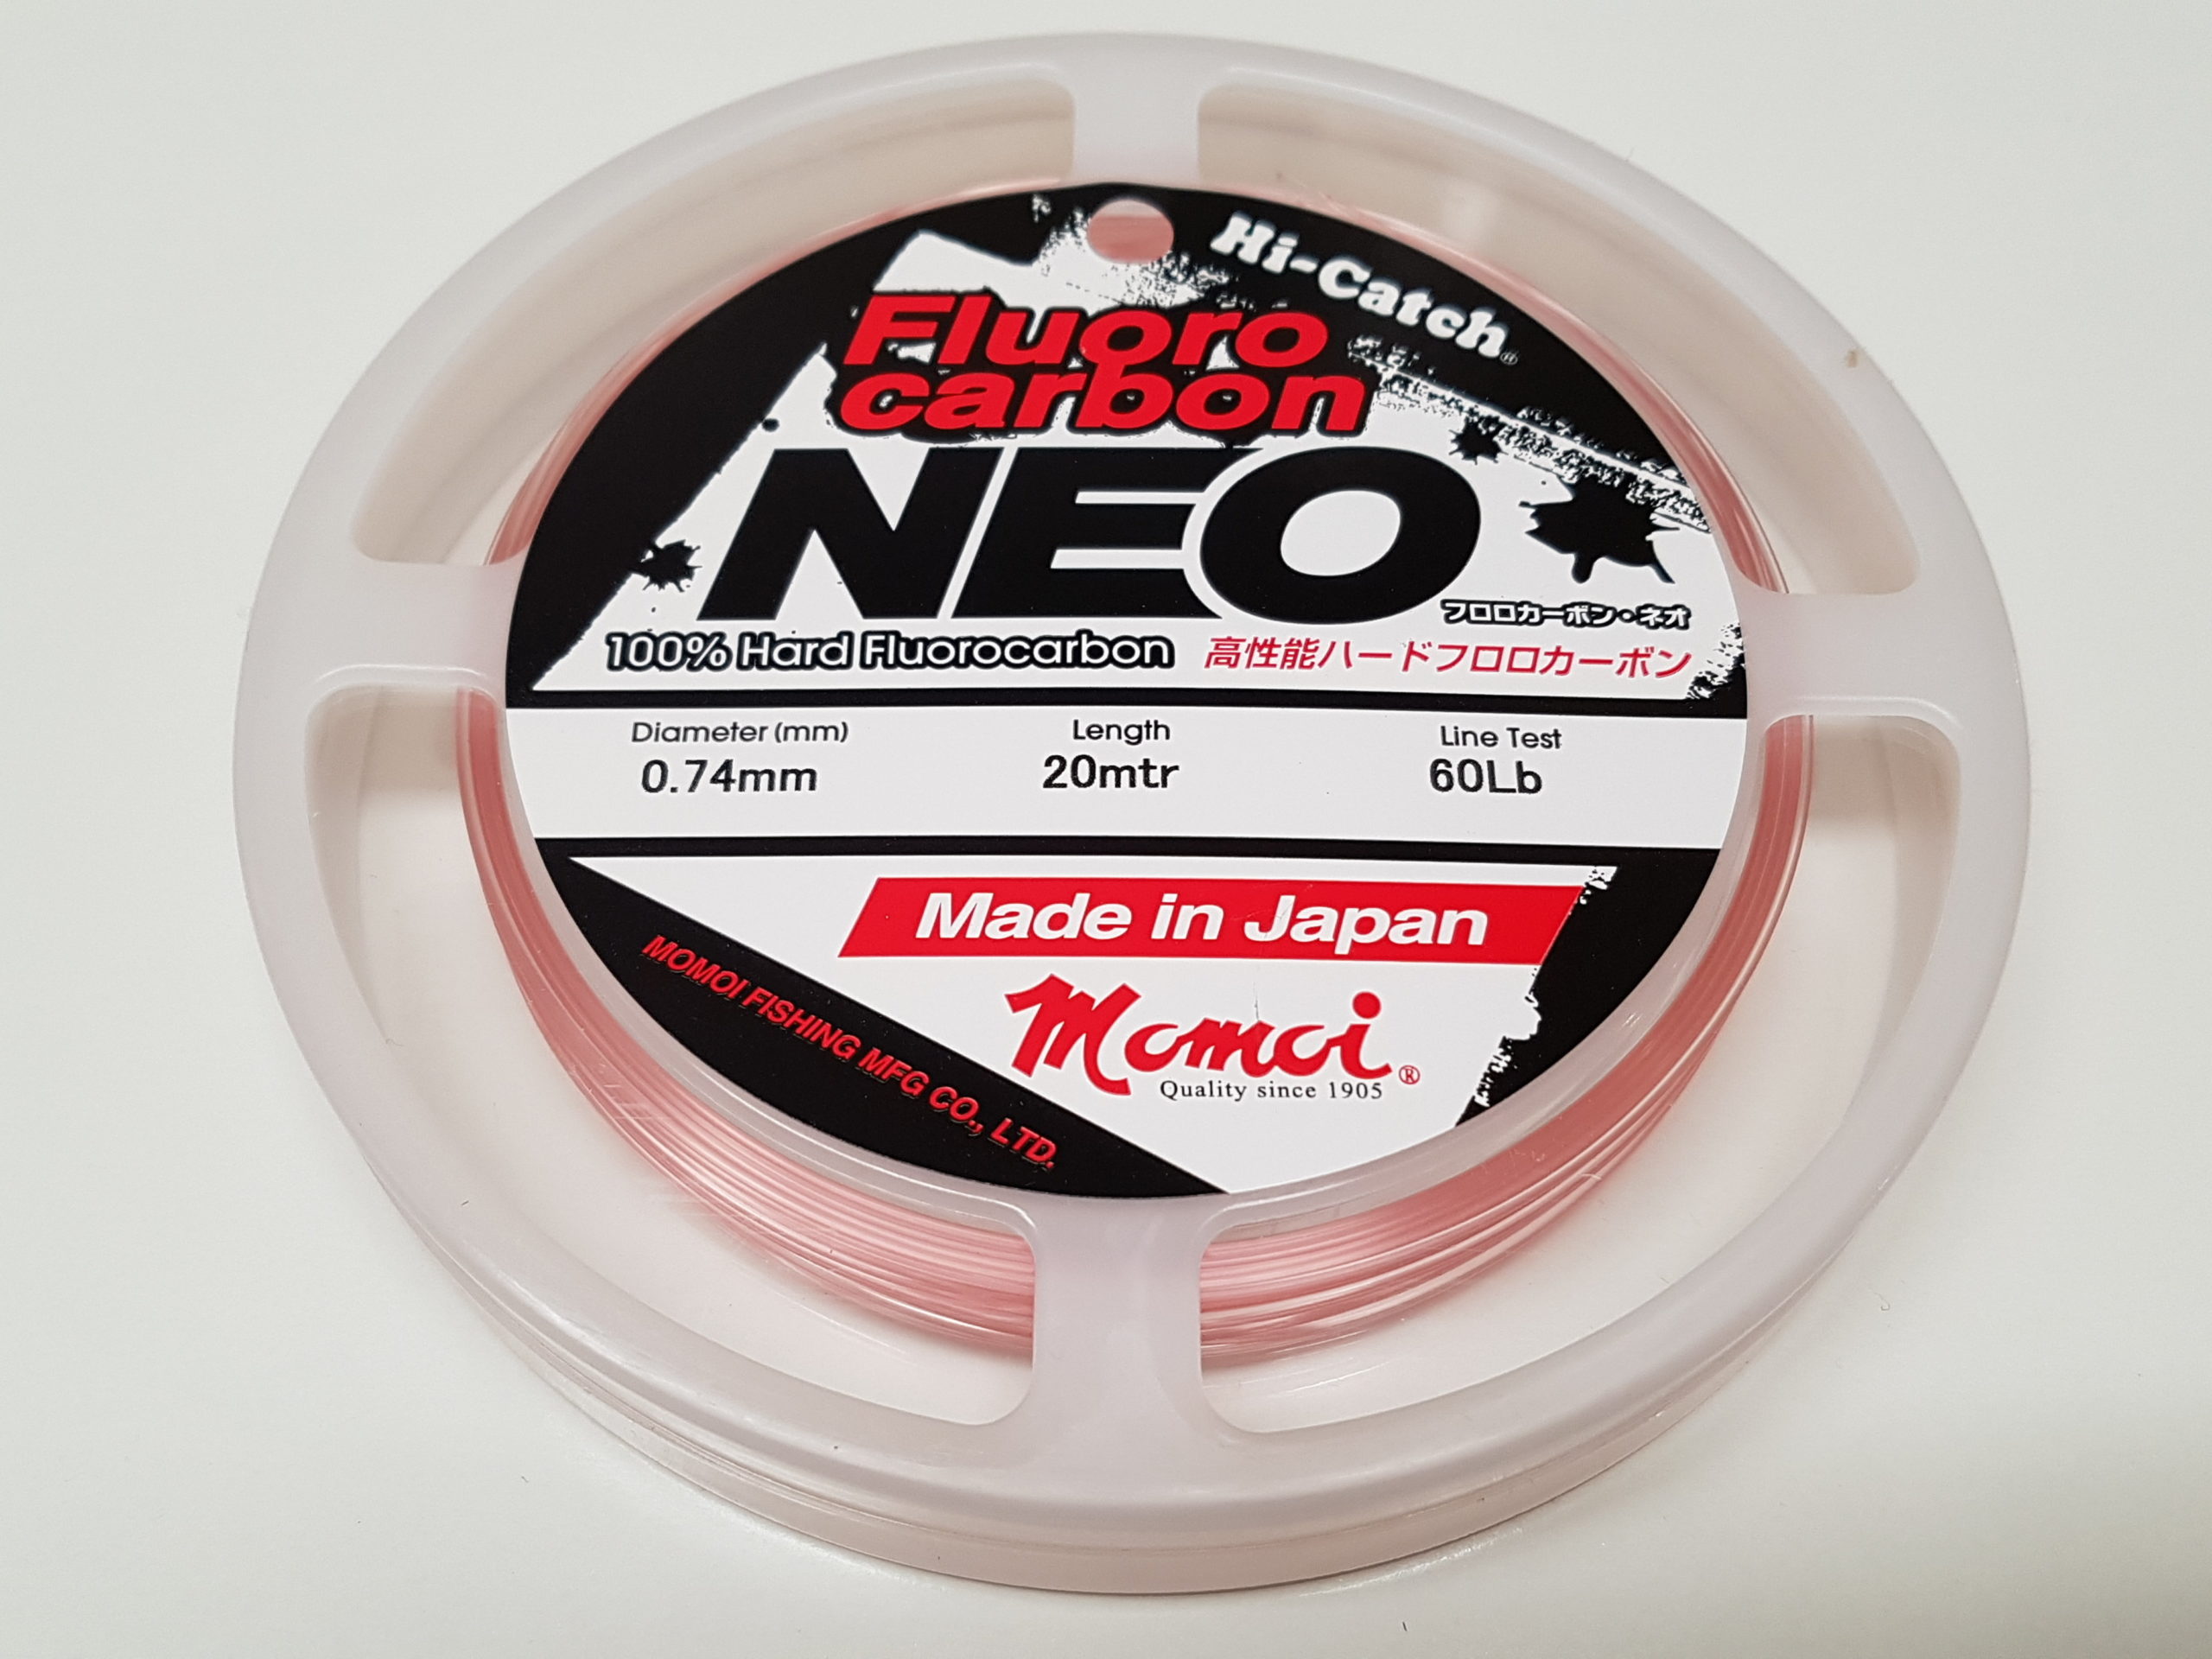 Hi-Catch®
Fluoro
carbon
NEO
フロロカーボン・ネオ
100% Hard Fluorocarbon 高性能ハードフロロカーボン
Diameter (mm) Length Line Test
0.74mm 20mtr 60Lb
Made in Japan
Momoi®
Quality since 1905
MOMOI FISHING MFG CO., LTD.